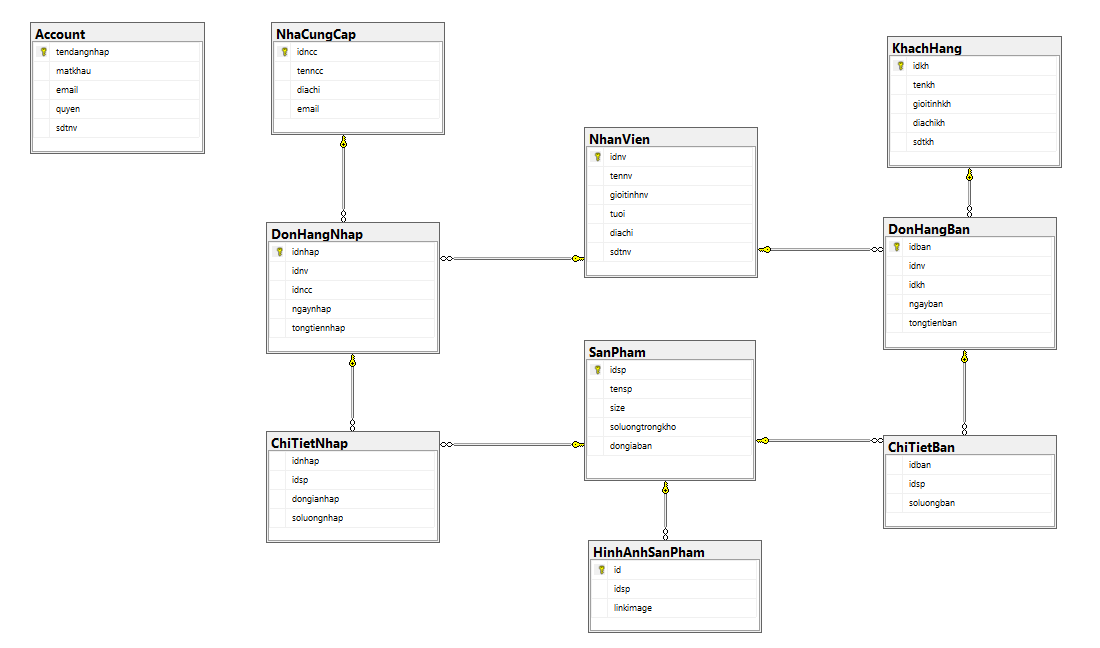 Account
tendangnhap
matkhau
email
quyen
sdtnv
NhaCungCap
idncc
tenncc
diachi
email
KhachHang
idkh
tenkh
gioitinhkh
diachikh
sdtkh
NhanVien
idnv
tennv
gioitinhnv
tuoi
diachi
sdtnv
DonHangNhap
idnhap
idnv
idncc
ngaynhap
tongtiennhap
DonHangBan
idban
idnv
idkh
ngayban
tongtienban
SanPham
idsp
tensp
size
soluongtrongkho
dongiaban
ChiTietNhap
idnhap
idsp
dongianhap
soluongnhap
ChiTietBan
idban
idsp
soluongban
HinhAnhSanPham
id
idsp
linkimage